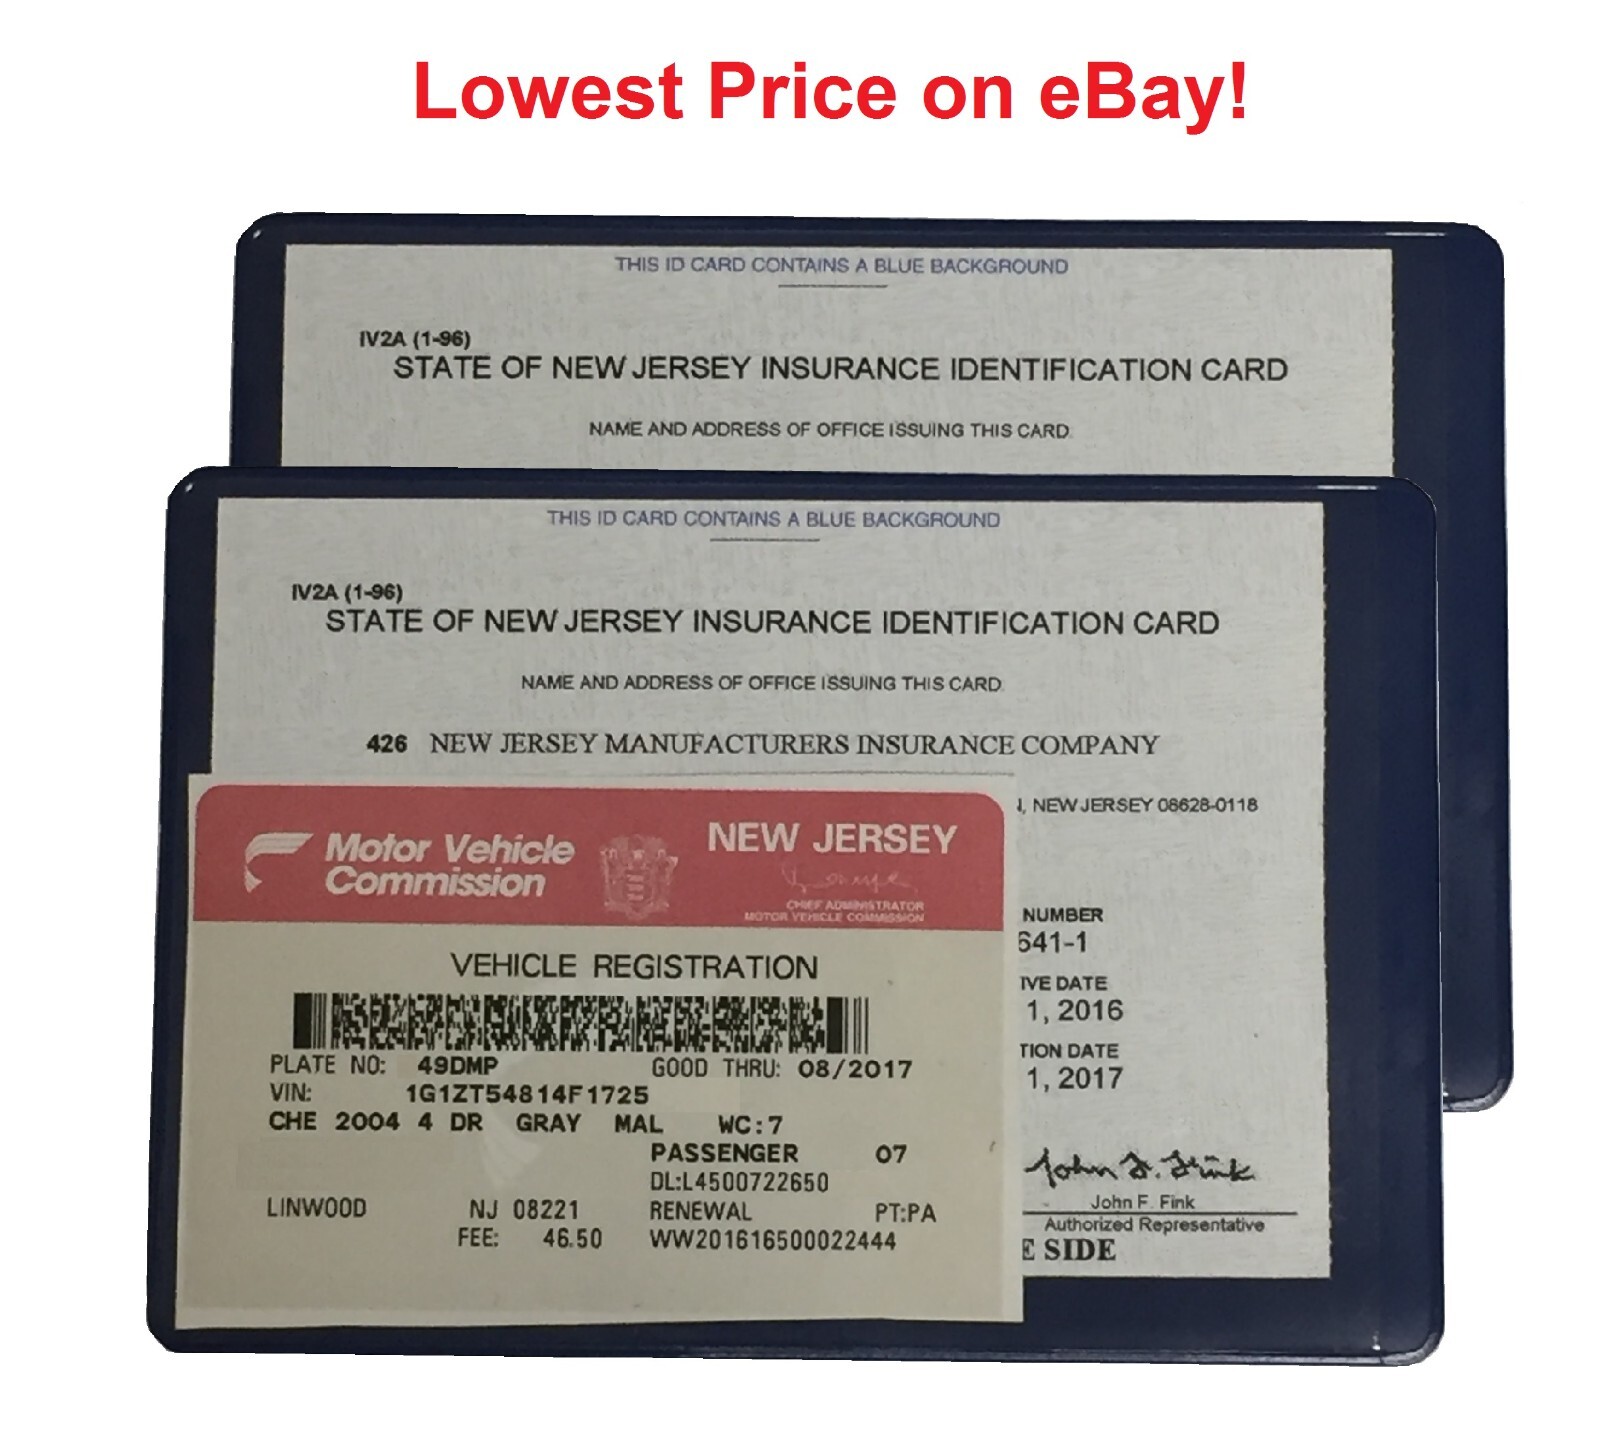 Lowest Price on eBay!
THIS ID CARD CONTAINS A BLUE BACKGROUND
IV2A (1-96)
STATE OF NEW JERSEY INSURANCE IDENTIFICATION CARD
NAME AND ADDRESS OF OFFICE ISSUING THIS CARD
THIS ID CARD CONTAINS A BLUE BACKGROUND
IV2A (1-96)
STATE OF NEW JERSEY INSURANCE IDENTIFICATION CARD
NAME AND ADDRESS OF OFFICE ISSUING THIS CARD
426 NEW JERSEY MANUFACTURERS INSURANCE COMPANY
, NEW JERSEY 08628-0118
NUMBER
641-1
IVE DATE
1, 2016
TION DATE
1, 2017
John F. Fink
John F. Fink
Authorized Representative
E SIDE
Motor Vehicle
Commission
NEW JERSEY
CHIEF ADMINISTRATOR
MOTOR VEHICLE COMMISSION
VEHICLE REGISTRATION
PLATE NO: 49DMP GOOD THRU: 08/2017
VIN: 1G1ZT54814F1725
CHE 2004 4 DR GRAY MAL WC:7
PASSENGER 07
DL:L4500722650
LINWOOD NJ 08221 RENEWAL PT:PA
FEE: 46.50 WW201616500022444